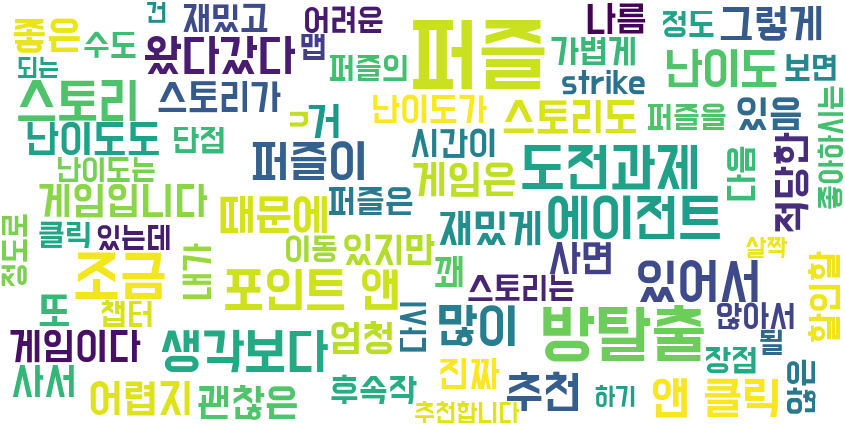 건 재밌고 어려운 나름 정도 그렇게
좋은 수도 왔다갔다 맵 퍼즐 가볍게
되는 퍼즐의 strike 난이도 보면
스토리 스토리가 ㄱ거 난이도가 스토리도 퍼즐을 있음
난이도도 단점 퍼즐이 시간이 도전과제 다음 적당한 좋아하시는
난이도는 게임입니다 때문에 퍼즐은 게임은 에이전트
정도로 클릭 있는데 내가 이동 있지만 재밌게 살짝
조금 포인트 앤 꽤 스토리는 사면 있어서 할인할
또 챕터 다시 많이 방탈출 않아서 될
게임이다 생각보다 엄청 장점 않은
사서 어렵지 괜찮은 후속작 진짜 추천 하기 앤 클릭
추천합니다